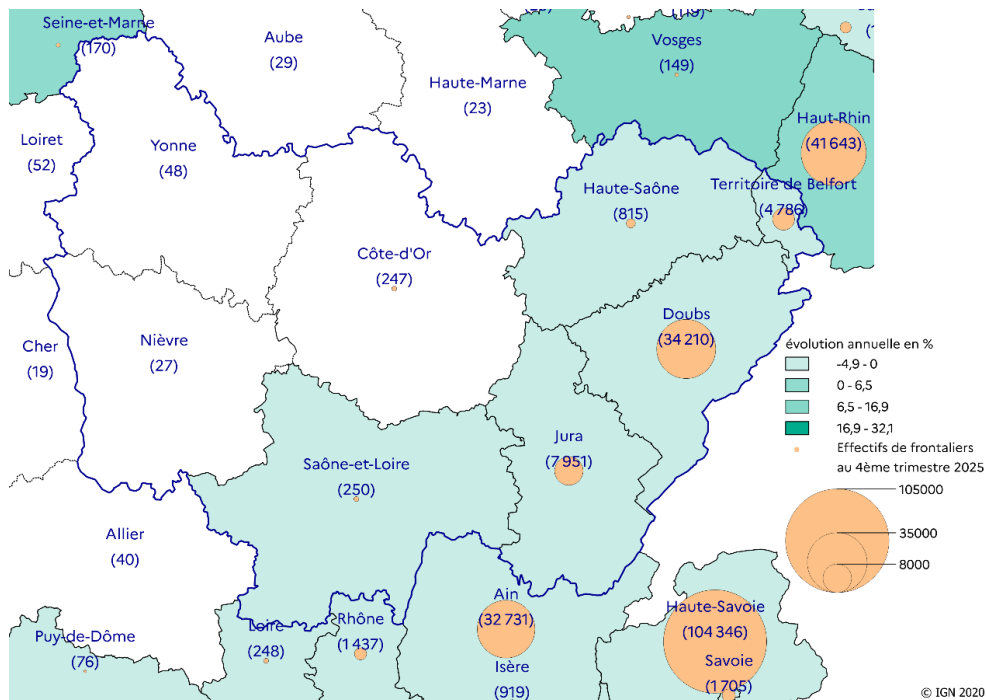 Seine-et-Marne
(170)
Aube
(29)
Haute-Marne
(23)
Vosges
(149)
Haut-Rhin
(41 643)
Loiret
(52)
Yonne
(48)
Haute-Saône
(815)
Territoire de Belfort
(4 786)
Côte-d'Or
(247)
Cher
(19)
Nièvre
(27)
Doubs
(34 210)
évolution annuelle en %
-4,9 - 0
0 - 6,5
6,5 - 16,9
16,9 - 32,1
Effectifs de frontaliers
au 4ème trimestre 2025
105000
35000
8000
Jura
(7 951)
Saône-et-Loire
(250)
Allier
(40)
Puy-de-Dôme
(76)
Loire
(248)
Rhône
(1 437)
Ain
(32 731)
Isère
(919)
Haute-Savoie
(104 346)
Savoie
(1 705)
© IGN 2020